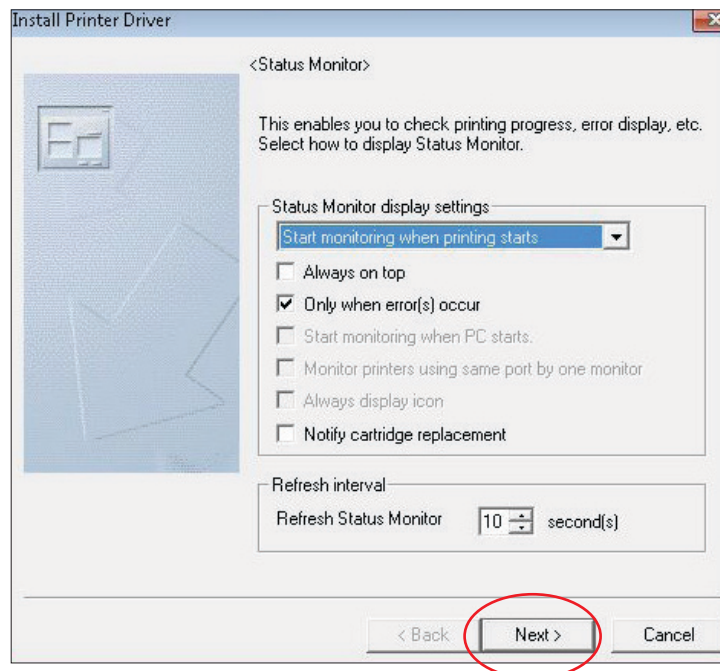 Install Printer Driver
<Status Monitor>
This enables you to check printing progress, error display, etc.
Select how to display Status Monitor.
Status Monitor display settings
Start monitoring when printing starts
Always on top
Only when error(s) occur
Start monitoring when PC starts.
Monitor printers using same port by one monitor
Always display icon
Notify cartridge replacement
Refresh interval
Refresh Status Monitor 10 second(s)
< Back Next > Cancel